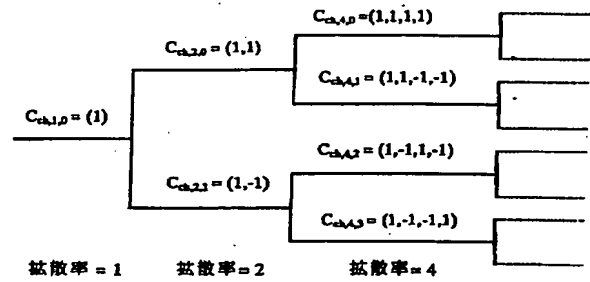 C_ch,4,0=(1,1,1,1)
C_ch,2,0 = (1,1)
C_ch,4,1 = (1,1,-1,-1)
C_ch,1,0 = (1)
C_ch,4,2 = (1,-1,1,-1)
C_ch,2,1 = (1,-1)
C_ch,4,3 = (1,-1,-1,1)
拡散率 = 1 拡散率 = 2 拡散率 = 4